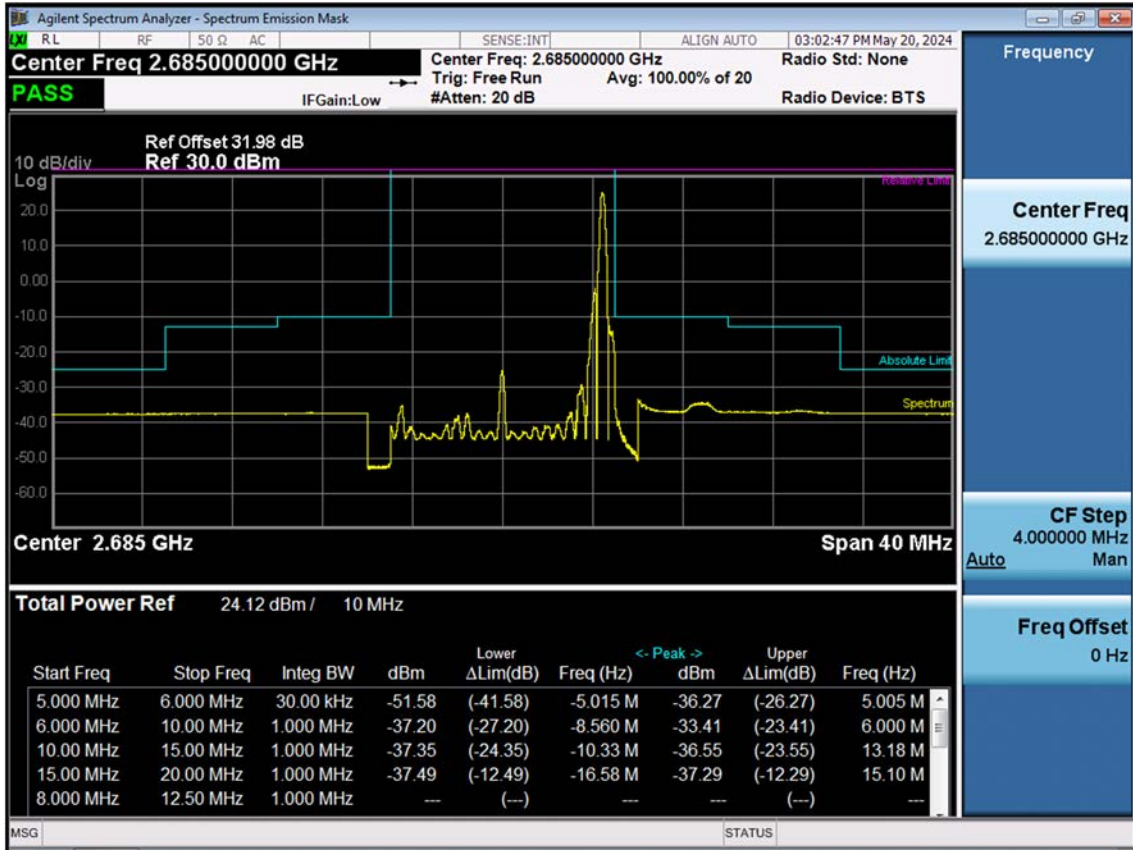 Agilent Spectrum Analyzer - Spectrum Emission Mask
LXI RL RF 50 Ω AC SENSE:INT ALIGN AUTO 03:02:47 PM May 20, 2024
Center Freq 2.685000000 GHz
Center Freq: 2.685000000 GHz
Radio Std: None
Trig: Free Run Avg: 100.00% of 20
PASS
IFGain:Low
#Atten: 20 dB
Radio Device: BTS
Ref Offset 31.98 dB
10 dB/div Ref 30.0 dBm
Log
Relative Limit
20.0
10.0
0.00
-10.0
-20.0
Absolute Limit
-30.0
Spectrum
-40.0
-50.0
-60.0
Center 2.685 GHz Span 40 MHz
Total Power Ref 24.12 dBm / 10 MHz
Lower <- Peak -> Upper
Start Freq Stop Freq Integ BW dBm ΔLim(dB) Freq (Hz) dBm ΔLim(dB) Freq (Hz)
5.000 MHz 6.000 MHz 30.00 kHz -51.58 (-41.58) -5.015 M -36.27 (-26.27) 5.005 M
6.000 MHz 10.00 MHz 1.000 MHz -37.20 (-27.20) -8.560 M -33.41 (-23.41) 6.000 M
10.00 MHz 15.00 MHz 1.000 MHz -37.35 (-24.35) -10.33 M -36.55 (-23.55) 13.18 M
15.00 MHz 20.00 MHz 1.000 MHz -37.49 (-12.49) -16.58 M -37.29 (-12.29) 15.10 M
8.000 MHz 12.50 MHz 1.000 MHz --- (---) --- --- (---) ---
MSG STATUS
Frequency
Center Freq
2.685000000 GHz
CF Step
4.000000 MHz
Auto Man
Freq Offset
0 Hz